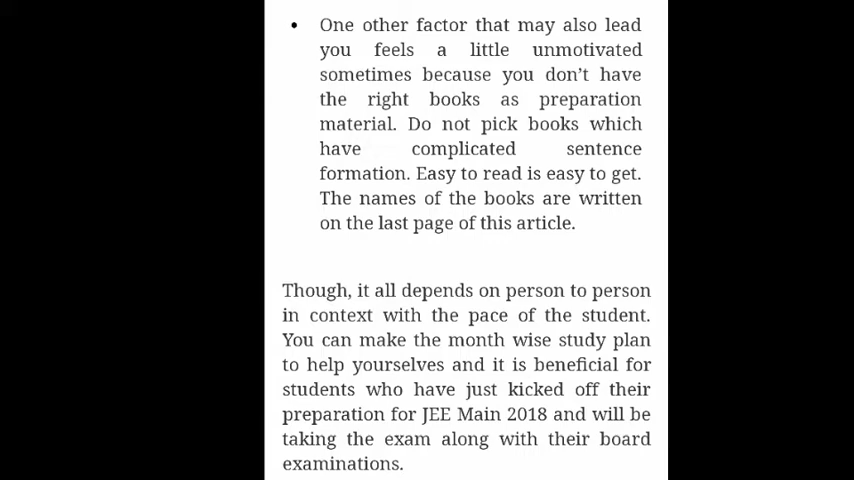 • One other factor that may also lead
you feels a little unmotivated
sometimes because you don’t have
the right books as preparation
material. Do not pick books which
have complicated sentence
formation. Easy to read is easy to get.
The names of the books are written
on the last page of this article.
Though, it all depends on person to person
in context with the pace of the student.
You can make the month wise study plan
to help yourselves and it is beneficial for
students who have just kicked off their
preparation for JEE Main 2018 and will be
taking the exam along with their board
examinations.